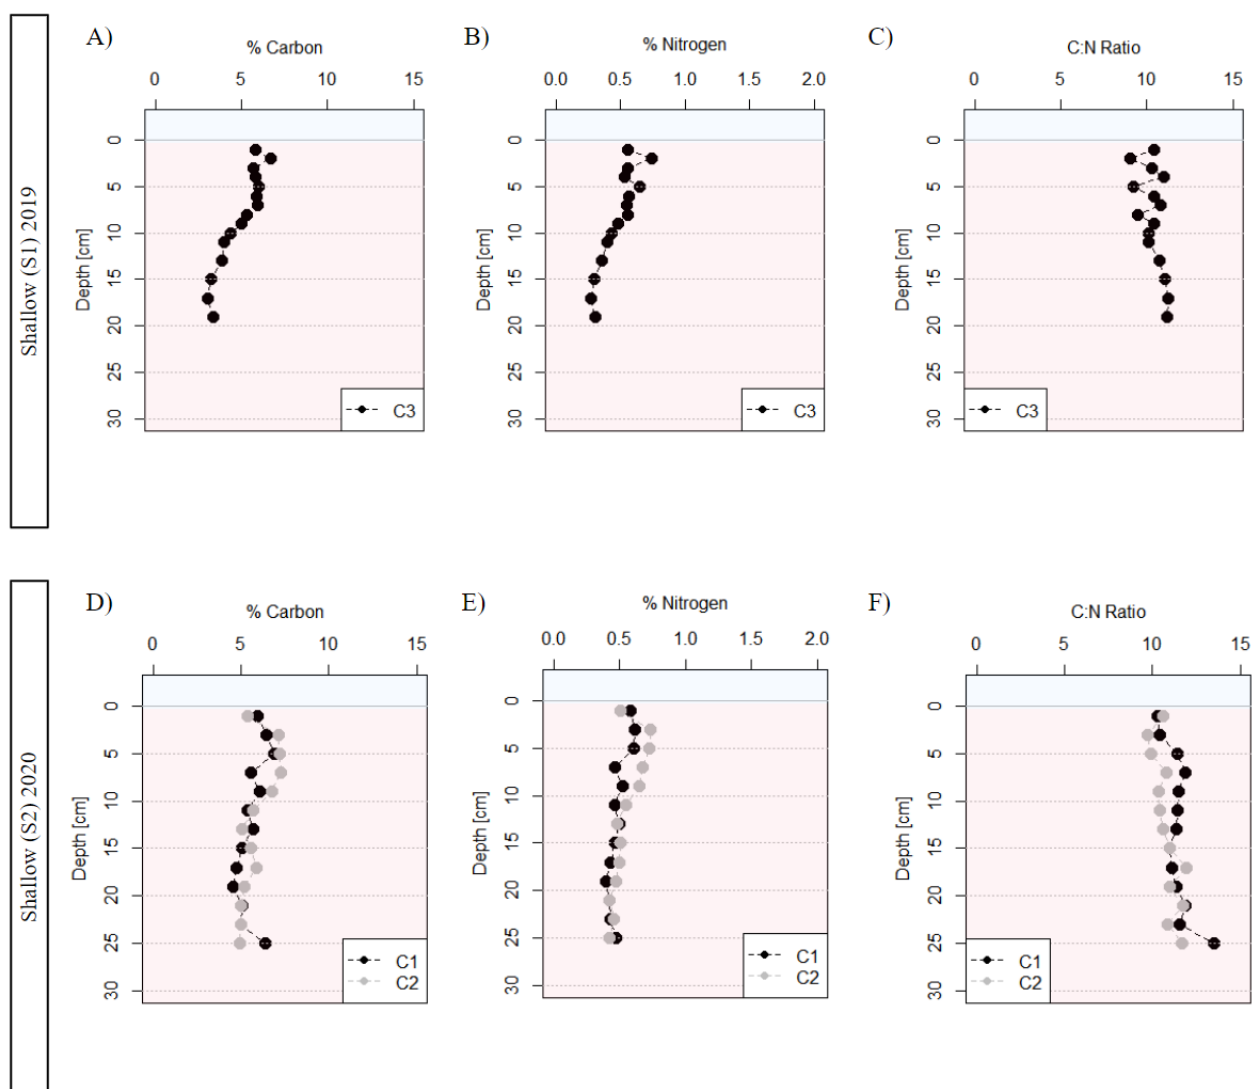 Shallow (S1) 2019
A)
% Carbon
0 5 10 15
Depth [cm]
0
5
10
15
20
25
30
C3
B)
% Nitrogen
0.0 0.5 1.0 1.5 2.0
Depth [cm]
0
5
10
15
20
25
30
C3
C)
C:N Ratio
0 5 10 15
Depth [cm]
0
5
10
15
20
25
30
C3
Shallow (S2) 2020
D)
% Carbon
0 5 10 15
Depth [cm]
0
5
10
15
20
25
30
C1
C2
E)
% Nitrogen
0.0 0.5 1.0 1.5 2.0
Depth [cm]
0
5
10
15
20
25
30
C1
C2
F)
C:N Ratio
0 5 10 15
Depth [cm]
0
5
10
15
20
25
30
C1
C2